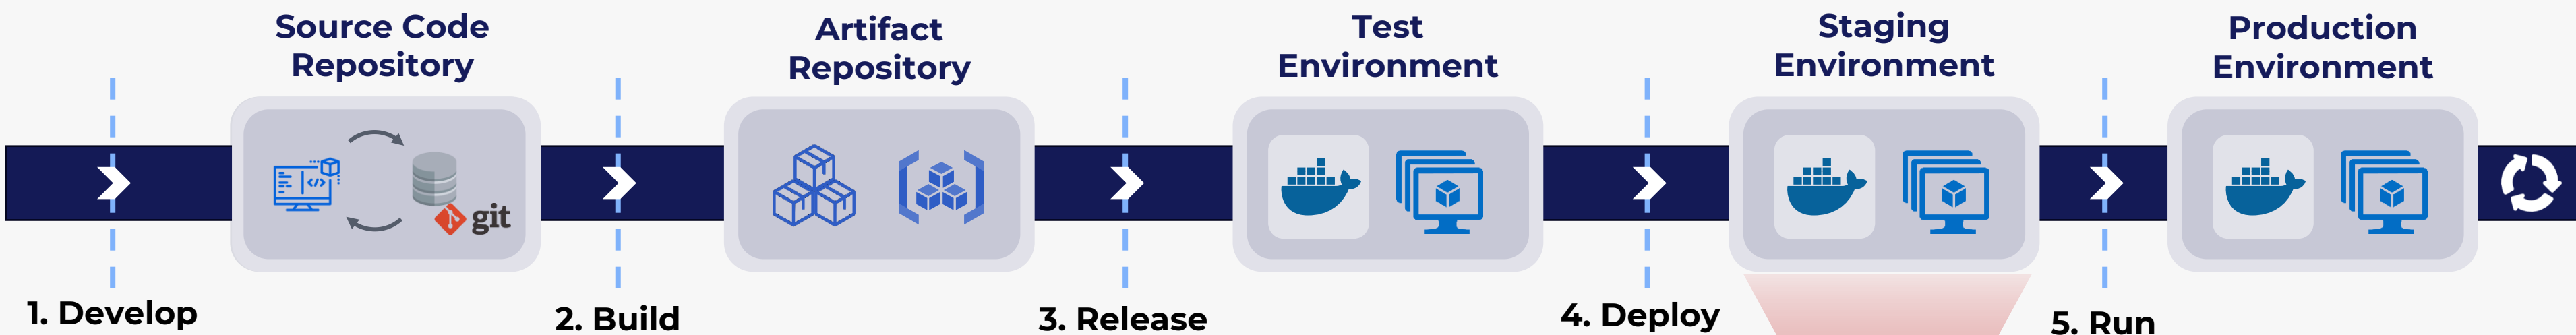 Source Code
Repository
Artifact
Repository
Test
Environment
Staging
Environment
Production
Environment
git
1. Develop
2. Build
3. Release
4. Deploy
5. Run